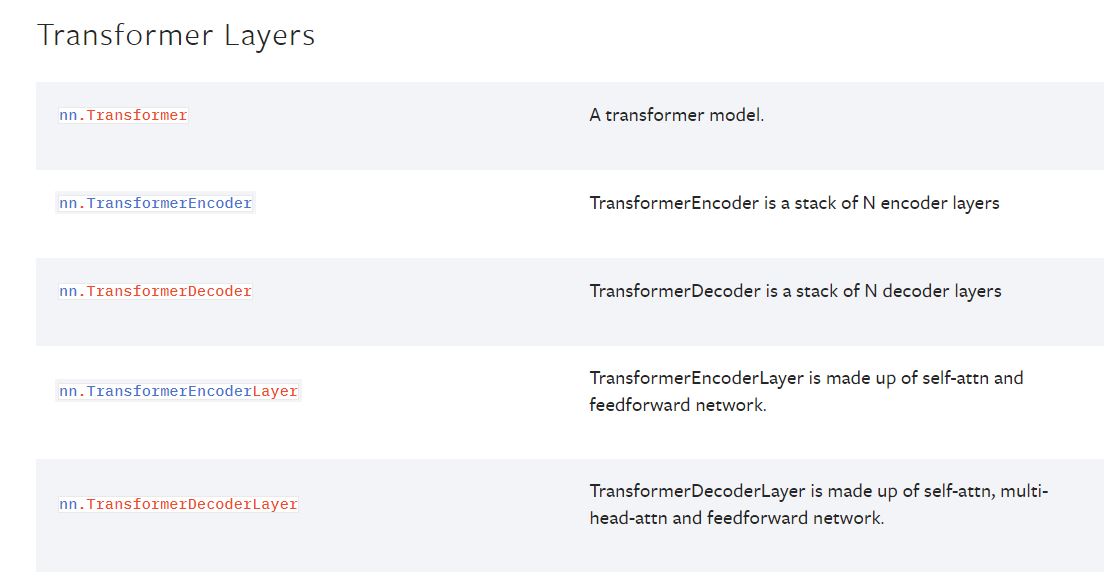 Transformer Layers
nn.Transformer
A transformer model.
nn.TransformerEncoder
TransformerEncoder is a stack of N encoder layers
nn.TransformerDecoder
TransformerDecoder is a stack of N decoder layers
nn.TransformerEncoderLayer
TransformerEncoderLayer is made up of self-attn and
feedforward network.
nn.TransformerDecoderLayer
TransformerDecoderLayer is made up of self-attn, multi-
head-attn and feedforward network.